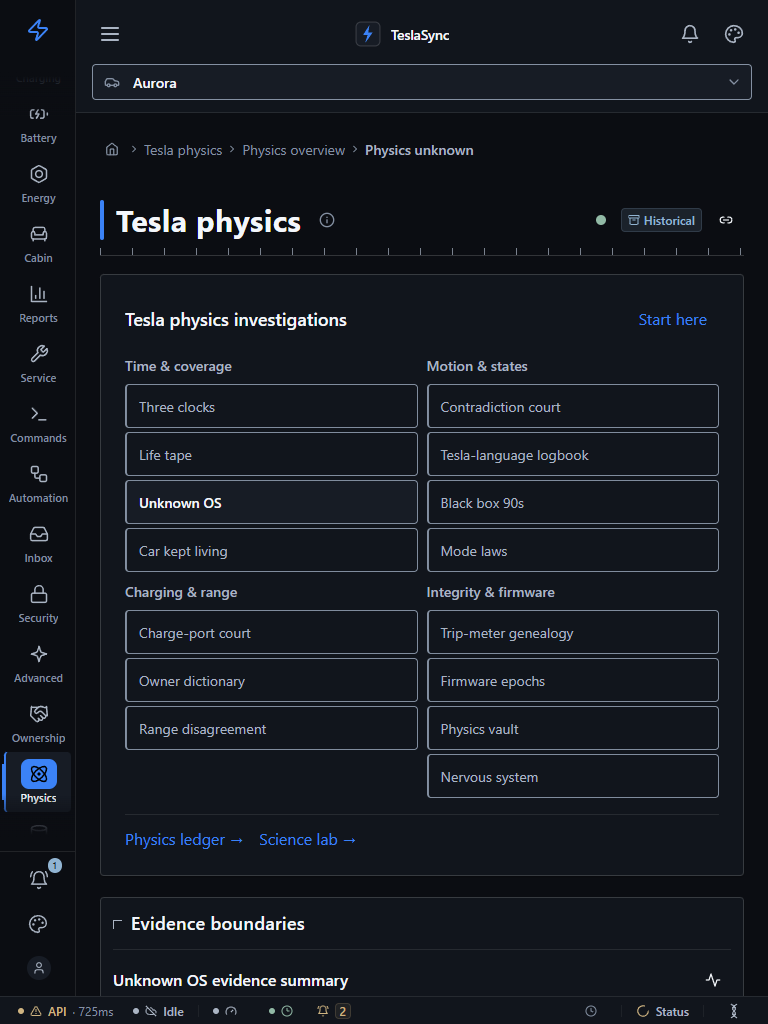 TeslaSync
Aurora
Battery
Energy
Cabin
Reports
Service
Commands
Automation
Inbox
Security
Advanced
Ownership
Physics
1
Tesla physics > Physics overview > Physics unknown
Tesla physics
Historical
Tesla physics investigations
Start here
Time & coverage
Three clocks
Life tape
Unknown OS
Car kept living
Motion & states
Contradiction court
Tesla-language logbook
Black box 90s
Mode laws
Charging & range
Charge-port court
Owner dictionary
Range disagreement
Integrity & firmware
Trip-meter genealogy
Firmware epochs
Physics vault
Nervous system
Physics ledger → Science lab →
Evidence boundaries
Unknown OS evidence summary
API · 725ms Idle 2 Status